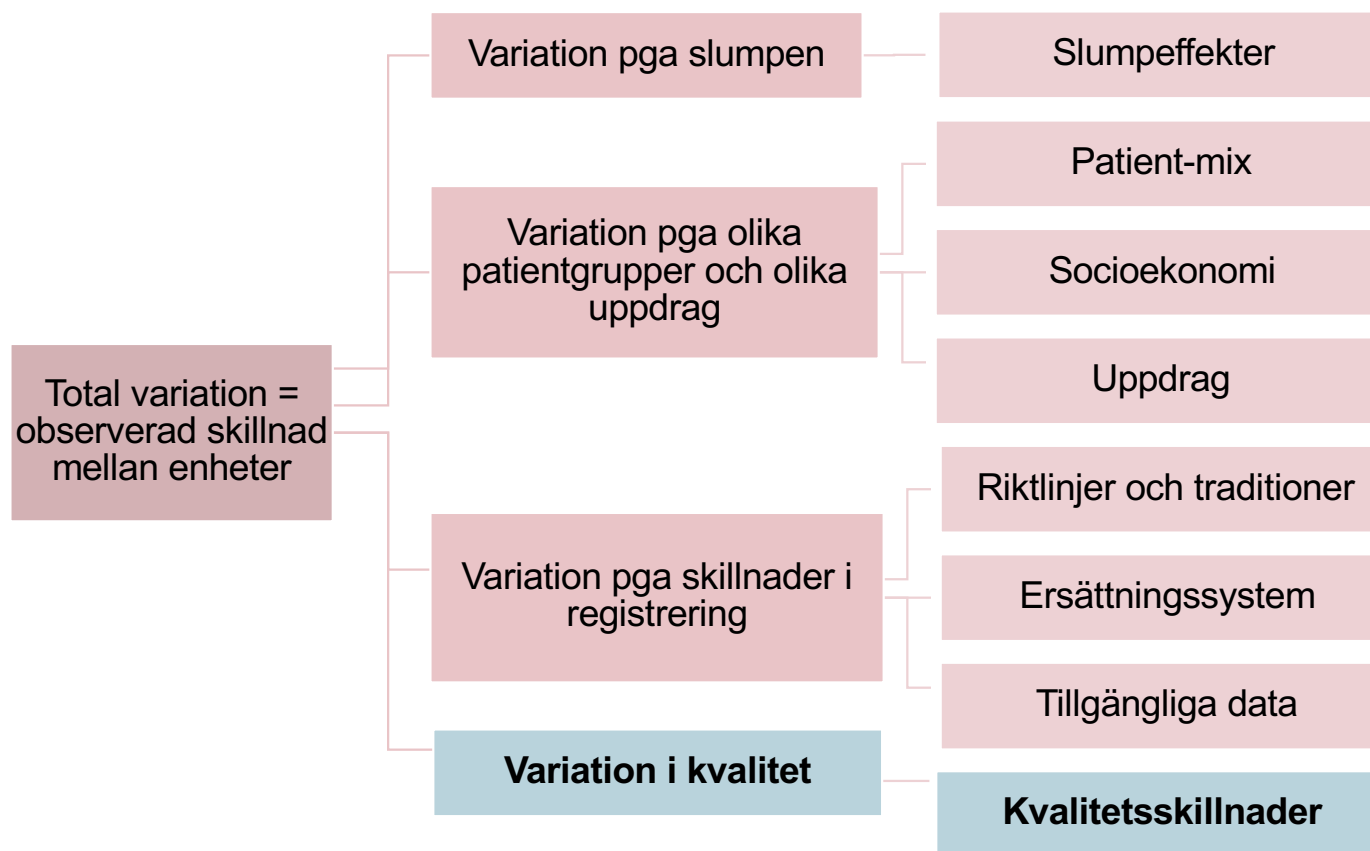 Total variation =
observerad skillnad
mellan enheter
Variation pga slumpen
Slumpeffekter
Variation pga olika
patientgrupper och olika
uppdrag
Patient-mix
Socioekonomi
Uppdrag
Variation pga skillnader i
registrering
Riktlinjer och traditioner
Ersättningssystem
Tillgängliga data
Variation i kvalitet
Kvalitetsskillnader